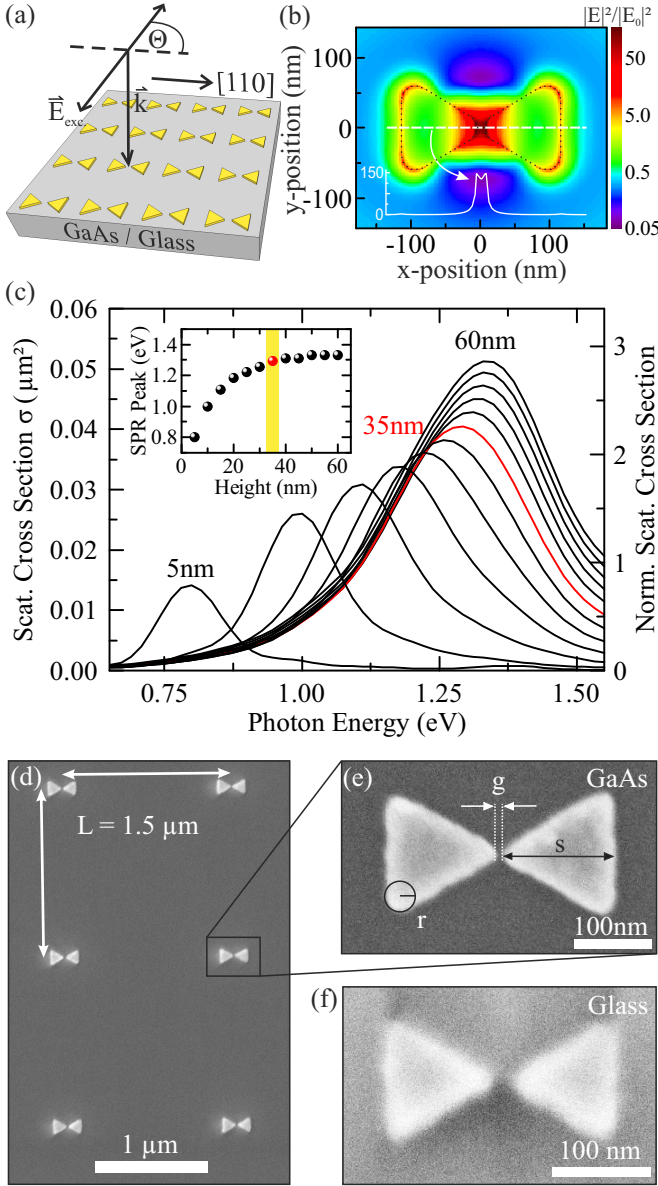 (a)
Θ
[110]
E⃗exc
k⃗
GaAs / Glass
(b)
|E|²/|E₀|²
y-position (nm)
100
0
-100
150
0
-100
0
100
x-position (nm)
50
5
0.5
0.05
(c)
Scat. Cross Section σ (µm²)
0.06
0.05
0.04
0.03
0.02
0.01
0.00
SPR Peak (eV)
1.4
1.2
1.0
0.8
0 20 40 60
Height (nm)
5nm
35nm
60nm
3
2
1
0
Norm. Scat. Cross Section
0.75 1.00 1.25 1.50
Photon Energy (eV)
(d)
L = 1.5 µm
1 µm
(e)
GaAs
g
s
r
100nm
(f)
Glass
100 nm